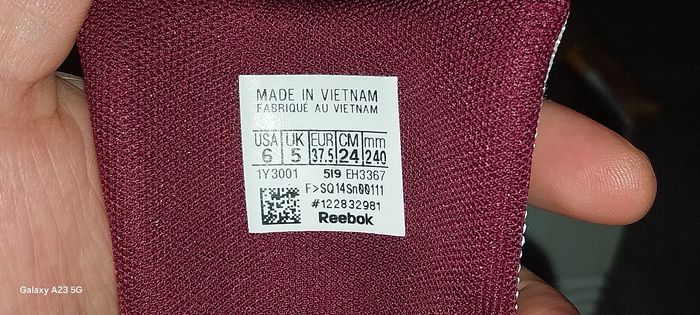 MADE IN VIETNAM
FABRIQUÉ AU VIETNAM
USA UK EUR CM mm
6 5 37.5 24 240
1Y3001 519 EH3367
F>SQ14Sn00111
#122832981
Reebok
Galaxy A23 5G